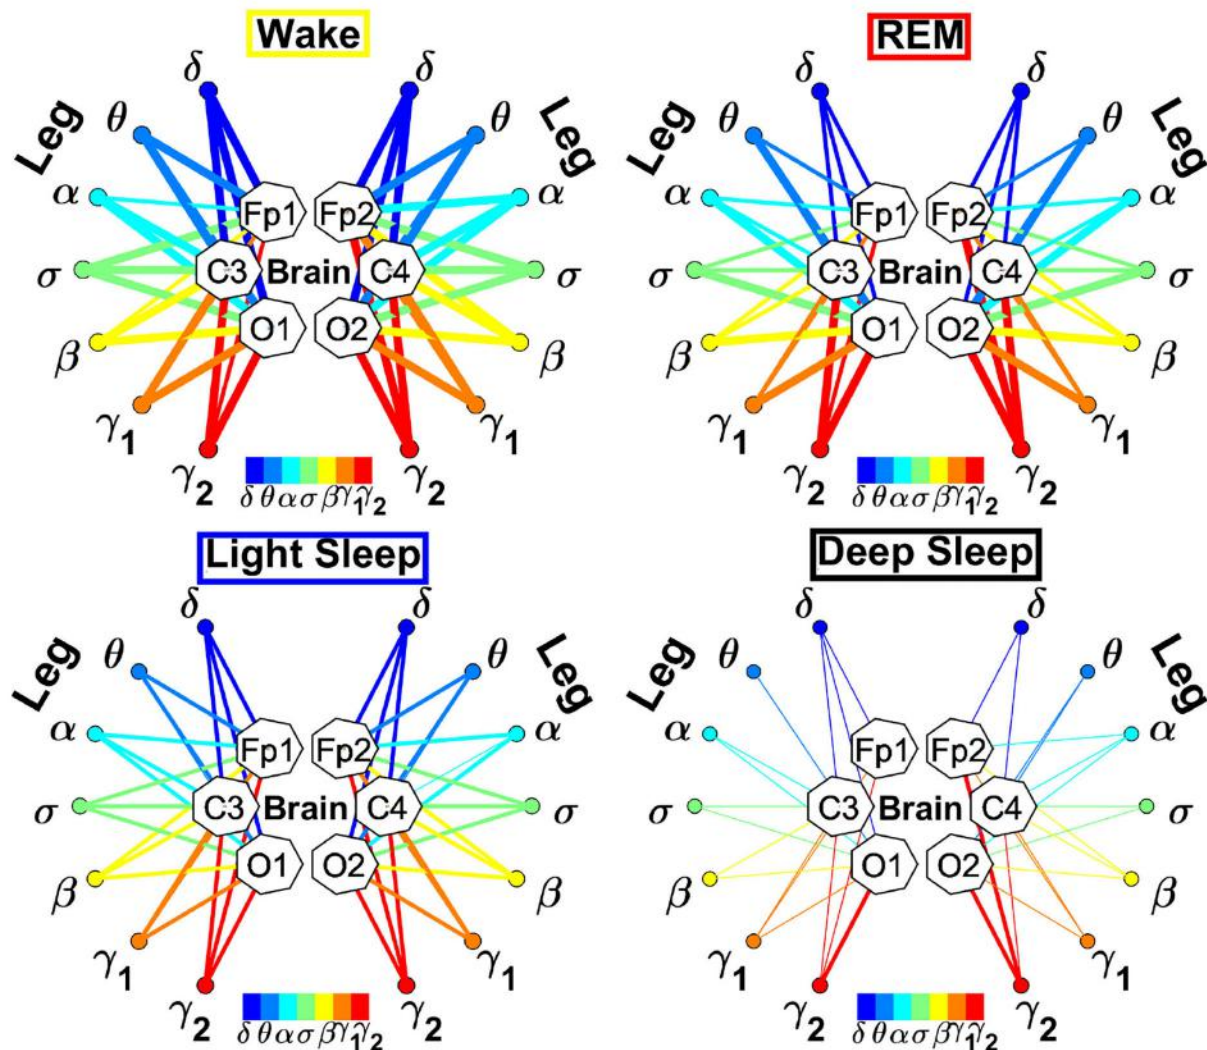 Wake
δ δ
Leg θ θ Leg
α Fp1 Fp2 α
σ C3 Brain C4 σ
β O1 O2 β
γ1 γ1
γ2 γ2
δ θ α σ β γ1 γ2
REM
δ δ
Leg θ θ Leg
α Fp1 Fp2 α
σ C3 Brain C4 σ
β O1 O2 β
γ1 γ1
γ2 γ2
δ θ α σ β γ1 γ2
Light Sleep
δ δ
Leg θ θ Leg
α Fp1 Fp2 α
σ C3 Brain C4 σ
β O1 O2 β
γ1 γ1
γ2 γ2
δ θ α σ β γ1 γ2
Deep Sleep
δ δ
Leg θ θ Leg
α Fp1 Fp2 α
σ C3 Brain C4 σ
β O1 O2 β
γ1 γ1
γ2 γ2
δ θ α σ β γ1 γ2